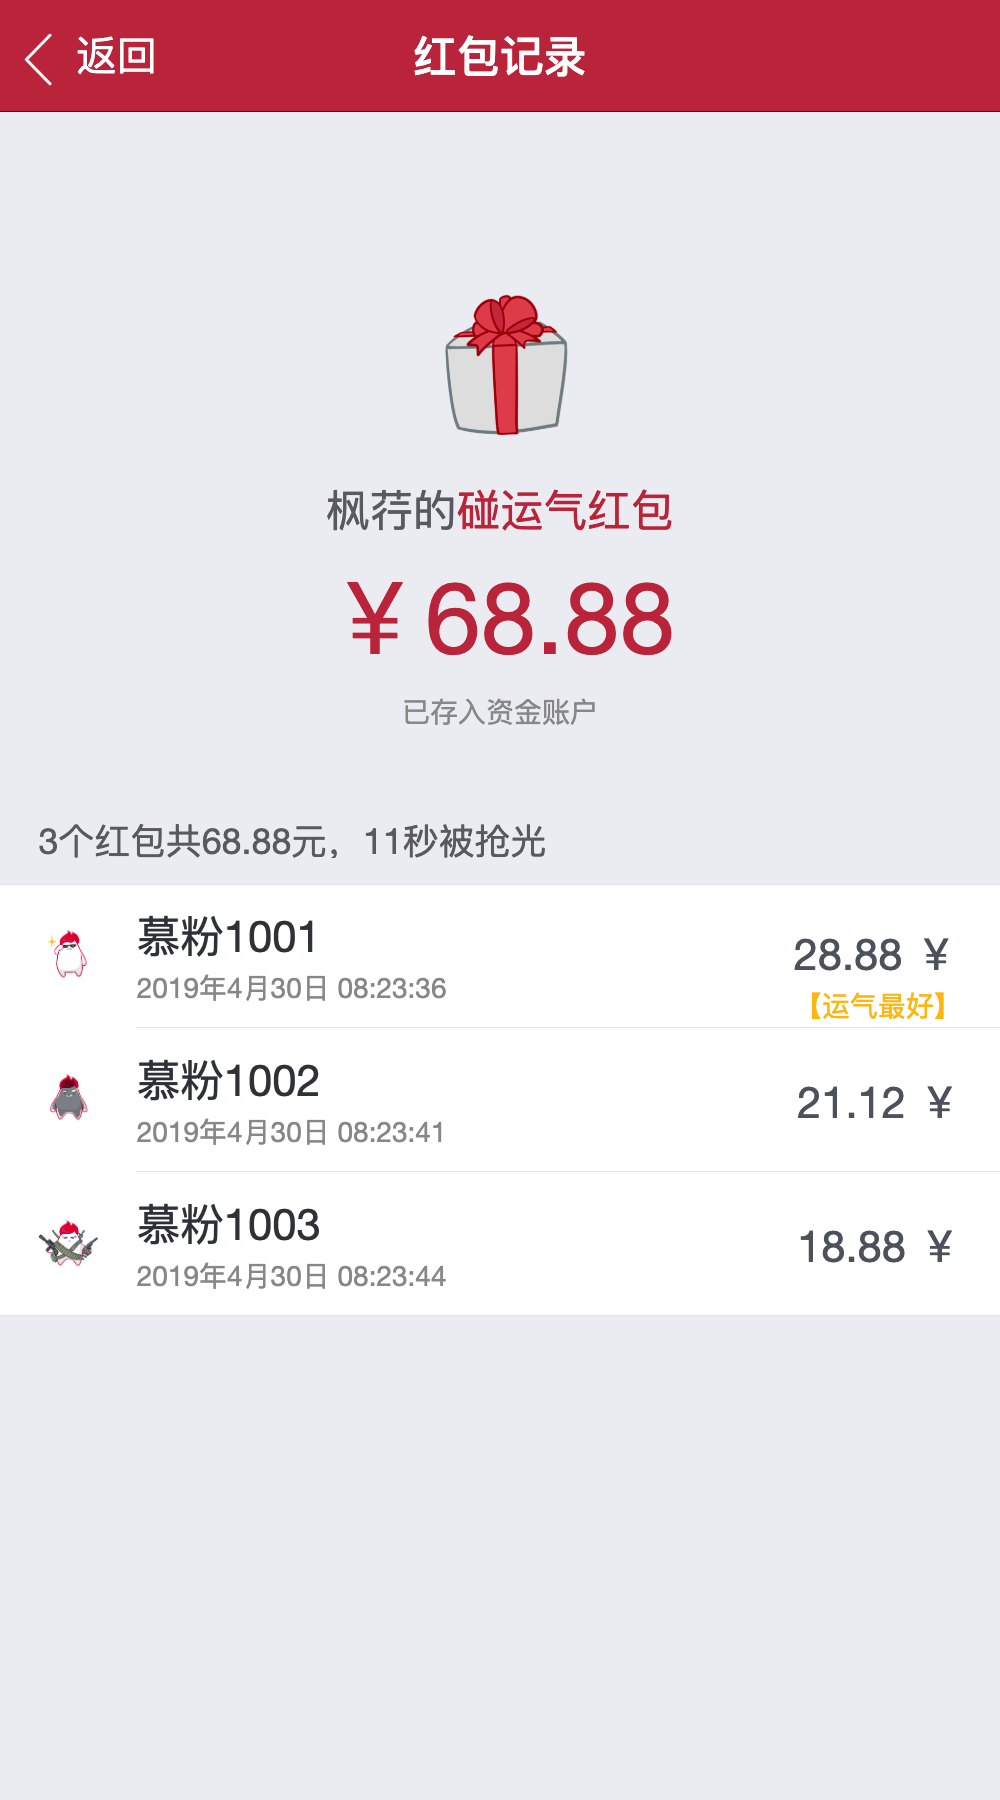 返回
红包记录
枫荇的碰运气红包
¥ 68.88
已存入资金账户
3个红包共68.88元，11秒被抢光
慕粉1001
2019年4月30日 08:23:36
28.88 ¥
【运气最好】
慕粉1002
2019年4月30日 08:23:41
21.12 ¥
慕粉1003
2019年4月30日 08:23:44
18.88 ¥